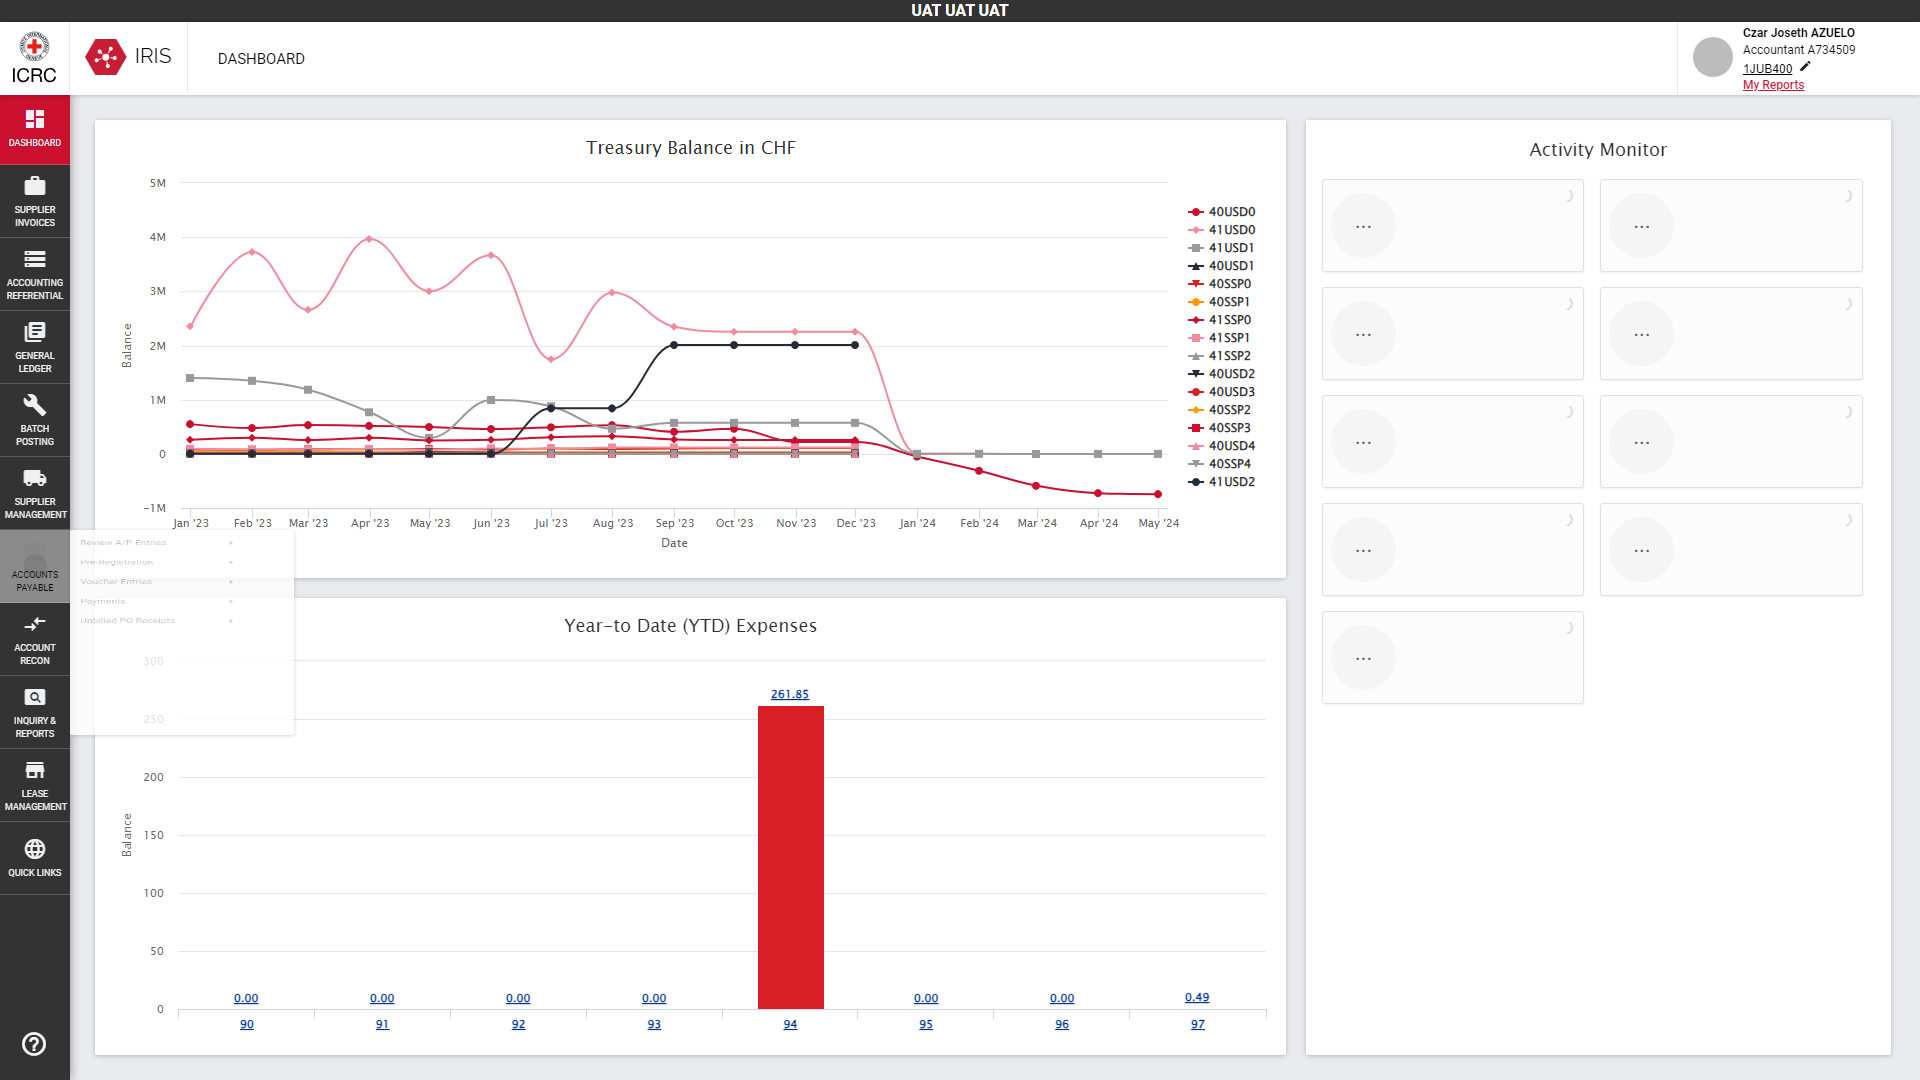 UAT UAT UAT
ICRC
IRIS
DASHBOARD
Czar Joseth AZUELO
Accountant A734509
1JUB400
My Reports
DASHBOARD
SUPPLIER
INVOICES
ACCOUNTING
REFERENTIAL
GENERAL
LEDGER
BATCH
POSTING
SUPPLIER
MANAGEMENT
ACCOUNTS
PAYABLE
ACCOUNT
RECON
INQUIRY &
REPORTS
LEASE
MANAGEMENT
QUICK LINKS
Review A/P Entries
Pre-Registration
Voucher Entries
Payments
Unbilled PO Receipts
Treasury Balance in CHF
Balance
5M
4M
3M
2M
1M
0
-1M
Jan '23 Feb '23 Mar '23 Apr '23 May '23 Jun '23 Jul '23 Aug '23 Sep '23 Oct '23 Nov '23 Dec '23 Jan '24 Feb '24 Mar '24 Apr '24 May '24
Date
40USD0
41USD0
41USD1
40USD1
40SSP0
40SSP1
41SSP0
41SSP1
41SSP2
40USD2
40USD3
40SSP2
40SSP3
40USD4
40SSP4
41USD2
Year-to Date (YTD) Expenses
Balance
300
250
200
150
100
50
0
0.00 0.00 0.00 0.00 261.85 0.00 0.00 0.49
90 91 92 93 94 95 96 97
Activity Monitor
... ...
... ...
... ...
... ...
...